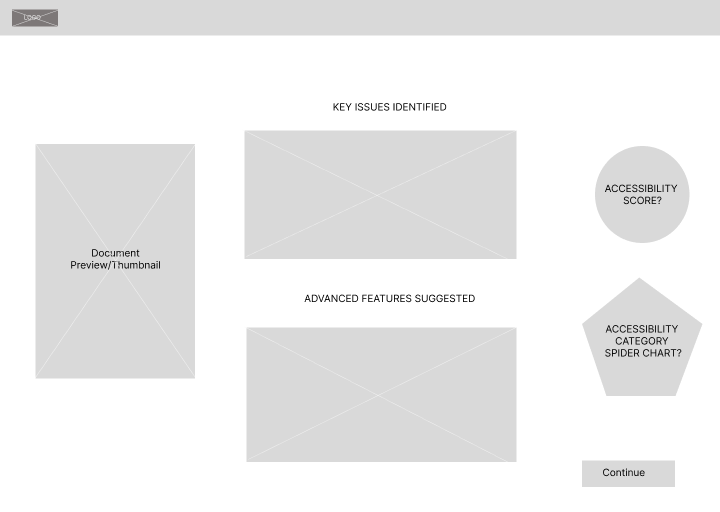 LOGO
KEY ISSUES IDENTIFIED
Document
Preview/Thumbnail
ADVANCED FEATURES SUGGESTED
ACCESSIBILITY
SCORE?
ACCESSIBILITY
CATEGORY
SPIDER CHART?
Continue